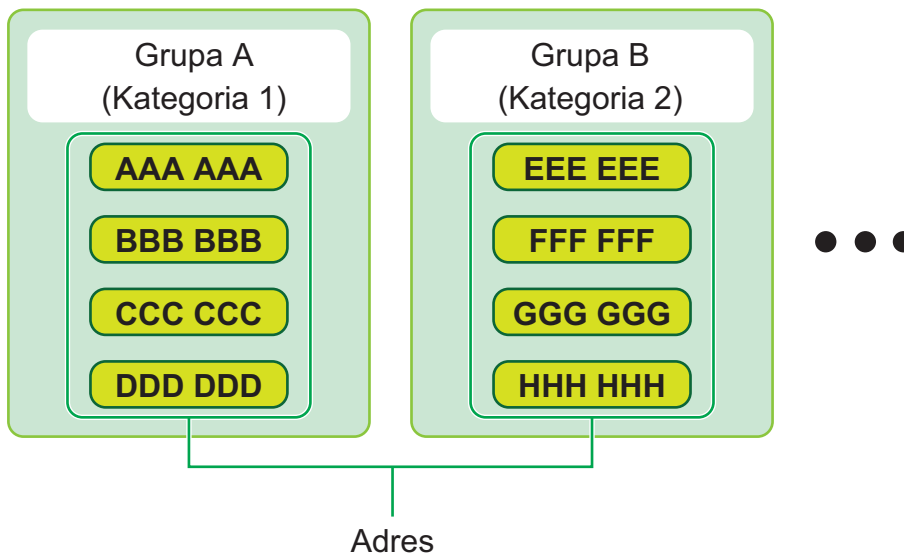 Grupa A
(Kategoria 1)
AAA AAA
BBB BBB
CCC CCC
DDD DDD
Grupa B
(Kategoria 2)
EEE EEE
FFF FFF
GGG GGG
HHH HHH
Adres